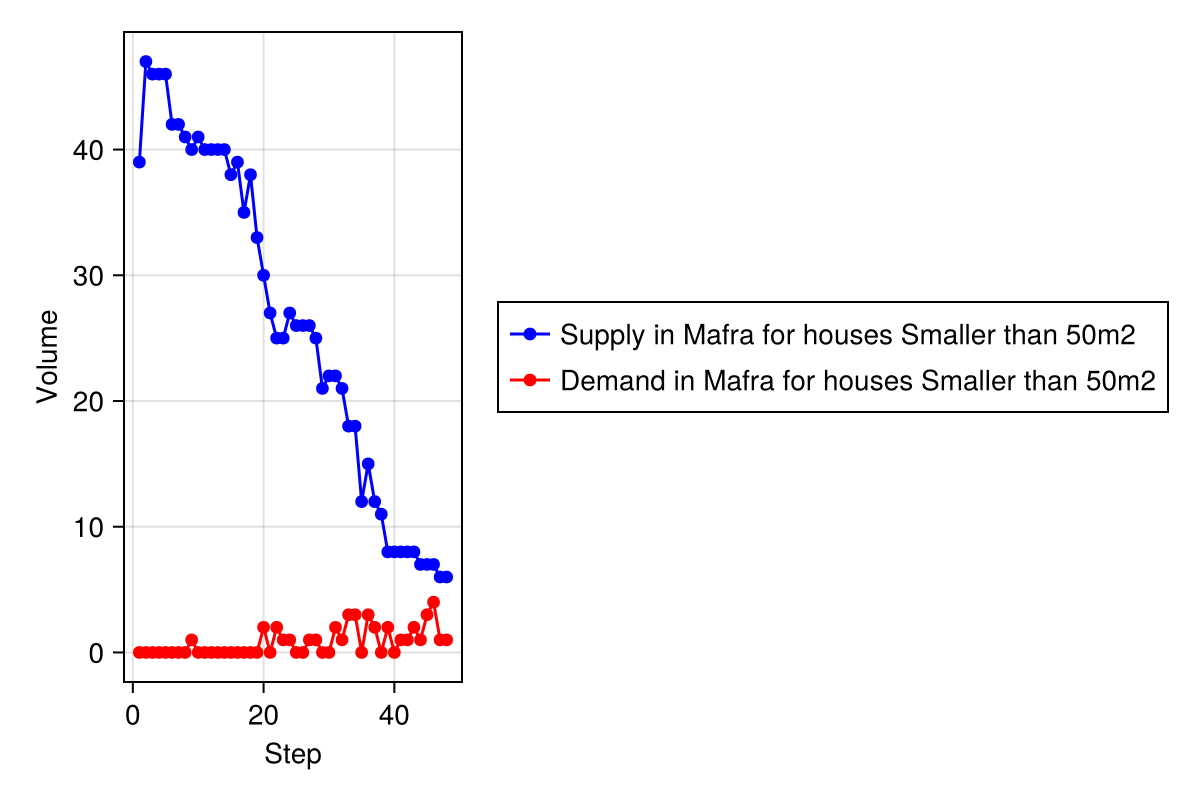 Volume
40
30
20
10
0
0 20 40
Step
Supply in Mafra for houses Smaller than 50m2
Demand in Mafra for houses Smaller than 50m2